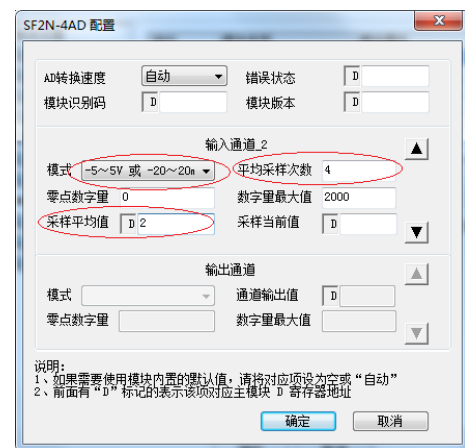 SF2N-4AD 配置
AD转换速度 自动 错误状态 D
模块识别码 D 模块版本 D
输入通道_2
模式 -5～5V 或 -20～20m 平均采样次数 4
零点数字量 0 数字量最大值 2000
采样平均值 D 2 采样当前值 D
输出通道
模式 通道输出值 D
零点数字量 数字量最大值
说明:
1、如果需要使用模块内置的默认值，请将对应项设为空或“自动”
2、前面有“D”标记的表示该项对应主模块 D 寄存器地址
确定 取消